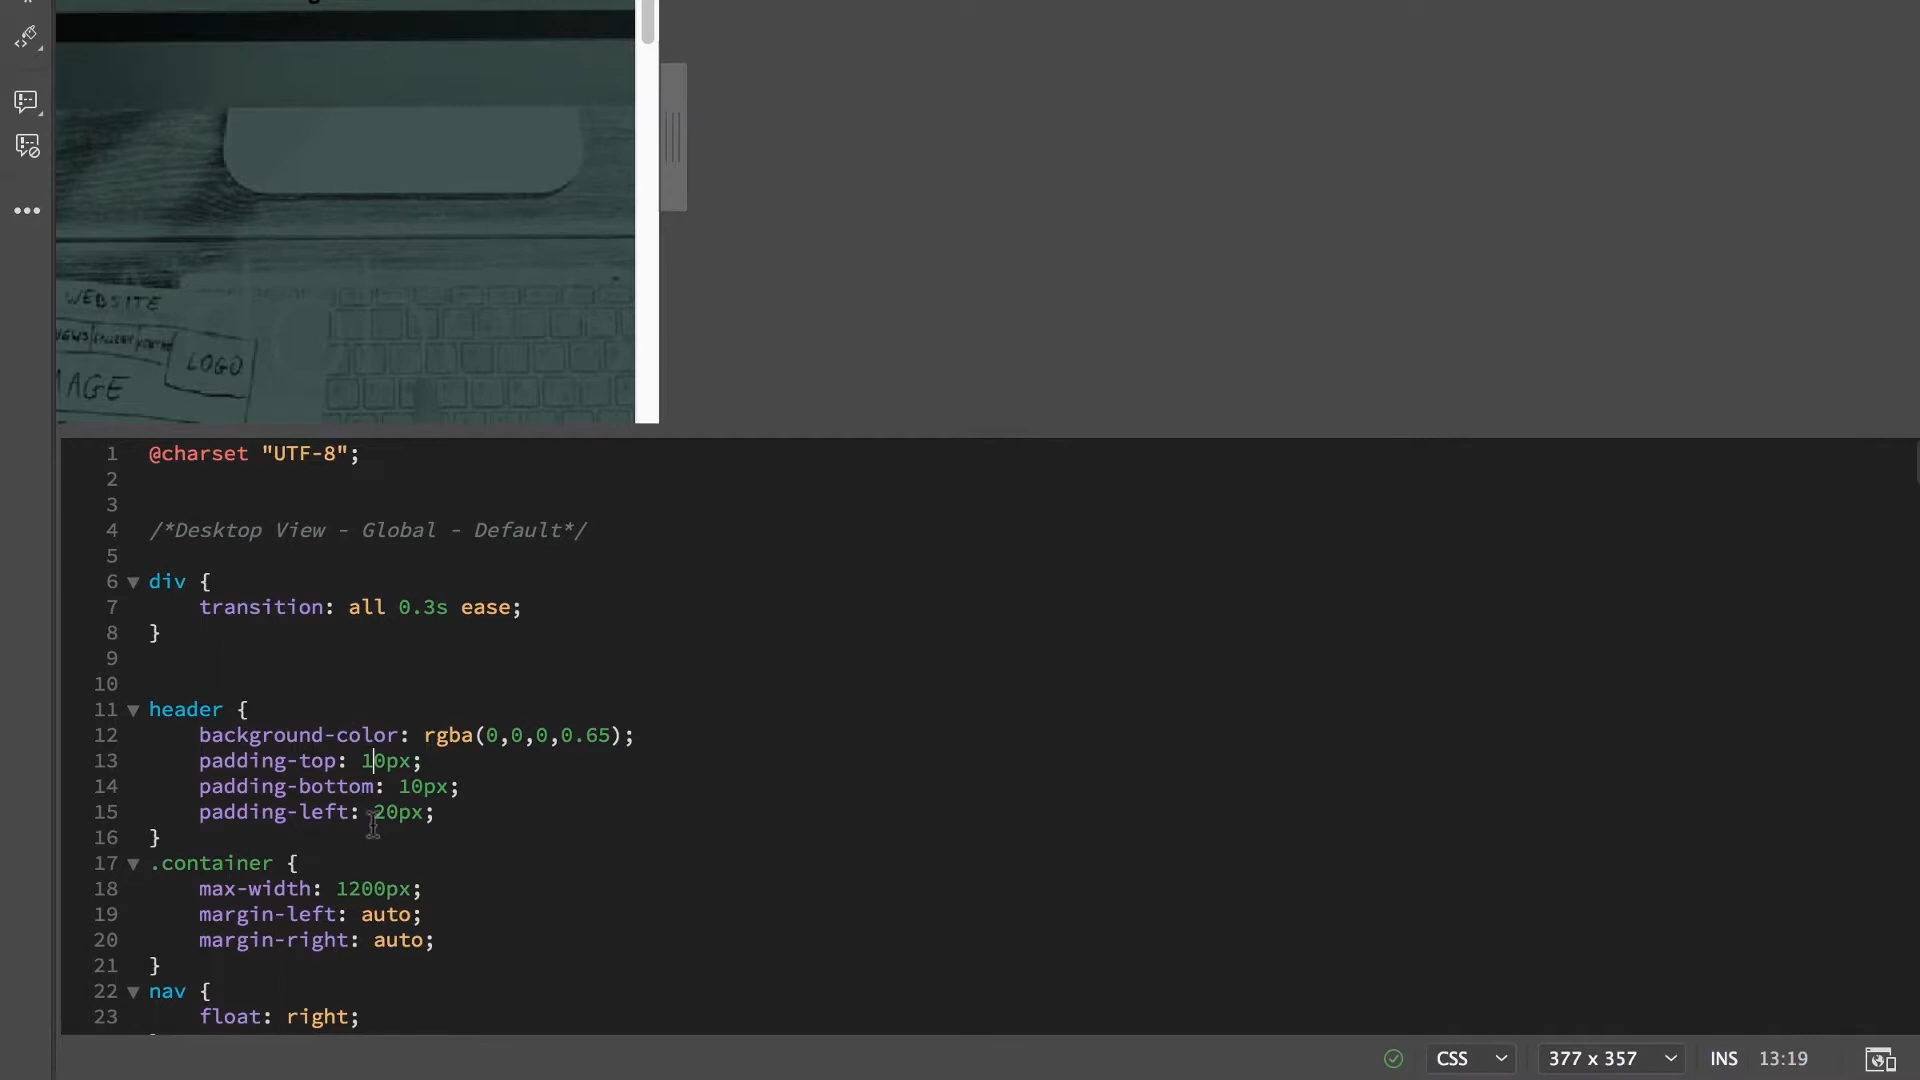 WEBSITE
LOGO
1 @charset "UTF-8";
2
3
4 /*Desktop View - Global - Default*/
5
6 div {
7 transition: all 0.3s ease;
8 }
9
10
11 header {
12 background-color: rgba(0,0,0,0.65);
13 padding-top: 10px;
14 padding-bottom: 10px;
15 padding-left: 20px;
16 }
17 .container {
18 max-width: 1200px;
19 margin-left: auto;
20 margin-right: auto;
21 }
22 nav {
23 float: right;
CSS 377 x 357 INS 13:19